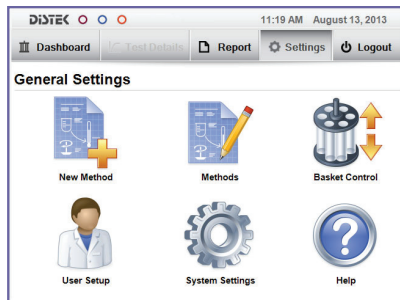 DISTEK
11:19 AM August 13, 2013
Dashboard Test Details Report Settings Logout
General Settings
New Method Methods Basket Control
User Setup System Settings Help